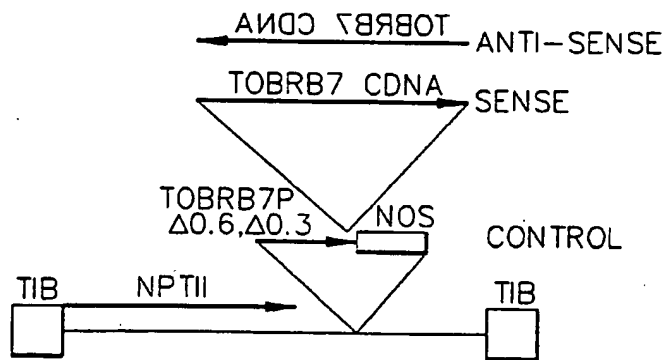 TOBRB7 CDNA
ANTI-SENSE
TOBRB7 CDNA
SENSE
TOBRB7P
Δ0.6,Δ0.3
NOS
CONTROL
TIB
NPTII
TIB